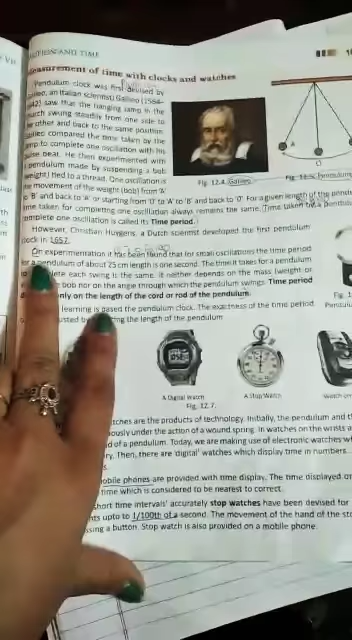 MOTION AND TIME
Measurement of time with clocks and watches
Pendulum clock was first devised by
an Italian scientist) Galileo (1564-
1642) saw that the hanging lamp in the
church swung steadily from one side to
other and back to the same position.
Galileo compared the time taken by the
lamp to complete one oscillation with his
pulse beat. He then experimented with
pendulum made by suspending a bob
weight) tied to a thread. One oscillation is
the movement of the weight (bob) from 'A'
to 'B' and back to 'A' or starting from 'O' to 'A' to 'B' and back to 'O'. For a given length of the
time taken for completing one oscillation always remains the same. (Time taken
complete one oscillation is called its Time period.
However, Christian Huygens, a Dutch scientist developed the first pendulum
clock in 1657.
On experimentation it has been found that for small oscillations the time period
for a pendulum of about 25 cm length is one second. The time it takes for a pendulum
each swing is the same. It neither depends on the mass (weight or
bob nor on the angle through which the pendulum swings. Time period
only on the length of the cord or rod of the pendulum.
learning is based the pendulum clock. The exactness of the time period
the length of the pendulum
Fig. 12.4. Galileo
A
O
A Digital Watch
A Stop Watch
Fig. 12.7.
are the products of technology. Initially, the pendulum and
under the action of a wound spring. In watches on the wrists
of a pendulum. Today, we are making use of electronic watches
Then, there are 'digital' watches which display time in numbers.
mobile phones are provided with time display. The time displayed
time which is considered to be nearest to correct.
short time intervals' accurately stop watches have been devised for
upto to 1/100th of a second. The movement of the hand of the
a button. Stop watch is also provided on a mobile phone.